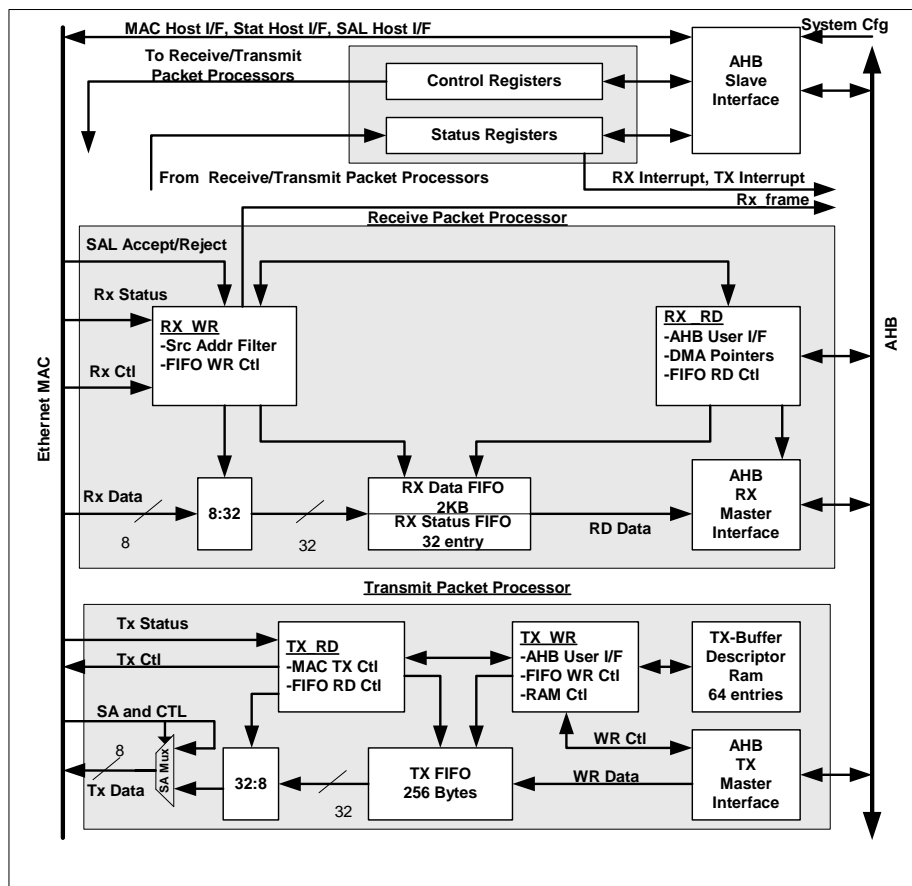 MAC Host I/F, Stat Host I/F, SAL Host I/F
System Cfg
To Receive/Transmit
Packet Processors
Control Registers
AHB
Slave
Interface
Status Registers
From Receive/Transmit Packet Processors
RX Interrupt, TX Interrupt
Rx_frame
Receive Packet Processor
SAL Accept/Reject
Rx Status
RX_WR
-Src Addr Filter
-FIFO WR Ctl
RX_RD
-AHB User I/F
-DMA Pointers
-FIFO RD Ctl
Rx Ctl
Ethernet MAC
AHB
Rx Data
8
8:32
32
RX Data FIFO
2KB
RX Status FIFO
32 entry
RD Data
AHB
RX
Master
Interface
Transmit Packet Processor
Tx Status
Tx Ctl
TX_RD
-MAC TX Ctl
-FIFO RD Ctl
TX_WR
-AHB User I/F
-FIFO WR Ctl
-RAM Ctl
TX-Buffer
Descriptor
Ram
64 entries
SA and CTL
8
Tx Data
SA Mux
32:8
32
TX FIFO
256 Bytes
WR Ctl
WR Data
AHB
TX
Master
Interface